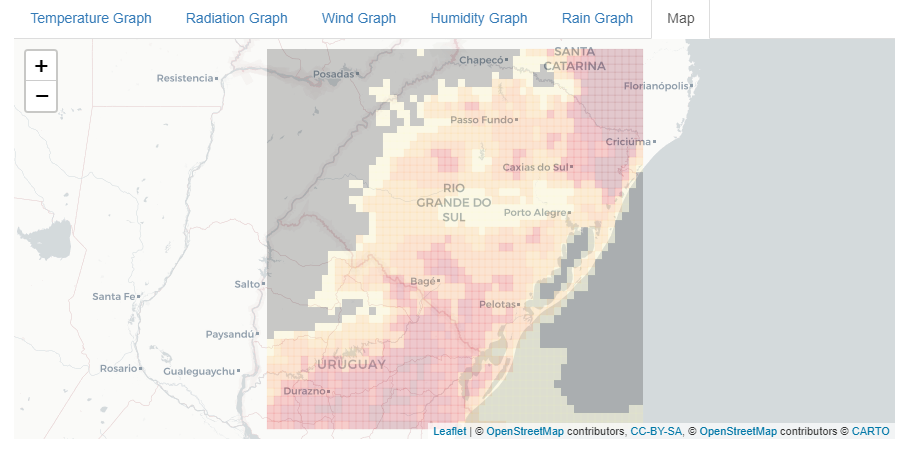 Temperature Graph Radiation Graph Wind Graph Humidity Graph Rain Graph Map
+
−
SANTA
CATARINA
Chapecó
Posadas
Resistencia
Florianópolis
Passo Fundo
Criciúma
Caxias do Sul
RIO
GRANDE DO
SUL
Porto Alegre
Bagé
Salto
Santa Fe
Pelotas
Paysandú
URUGUAY
Rosario
Gualeguaychu
Durazno
Leaflet | © OpenStreetMap contributors, CC-BY-SA, © OpenStreetMap contributors © CARTO